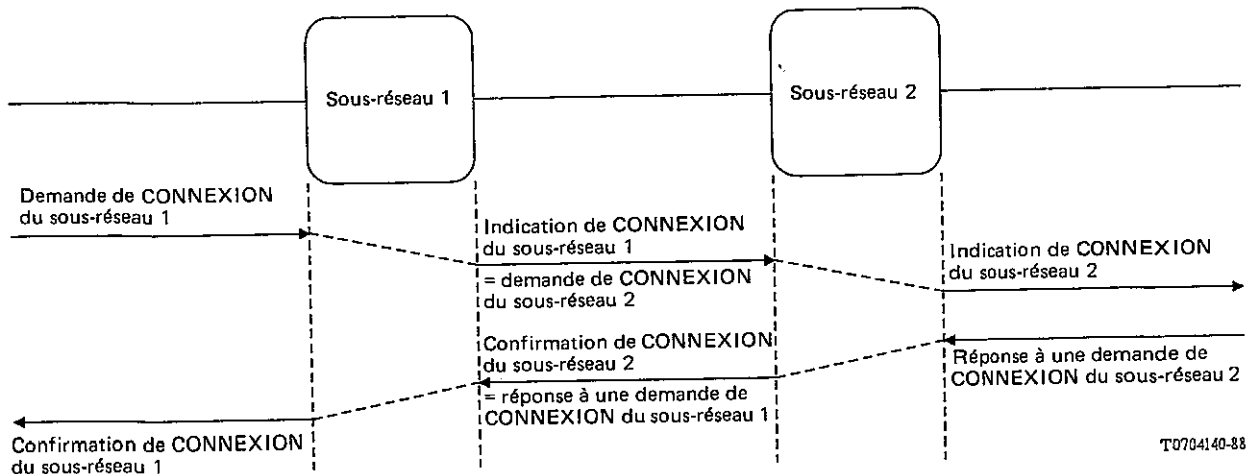 Sous-réseau 1
Sous-réseau 2
Demande de CONNEXION
du sous-réseau 1
Indication de CONNEXION
du sous-réseau 1
= demande de CONNEXION
du sous-réseau 2
Indication de CONNEXION
du sous-réseau 2
Confirmation de CONNEXION
du sous-réseau 2
= réponse à une demande de
CONNEXION du sous-réseau 1
Réponse à une demande de
CONNEXION du sous-réseau 2
Confirmation de CONNEXION
du sous-réseau 1
T0704140-88